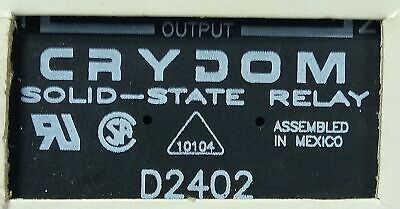 OUTPUT
CRYDOM
SOLID-STATE RELAY
10104
ASSEMBLED
IN MEXICO
D2402